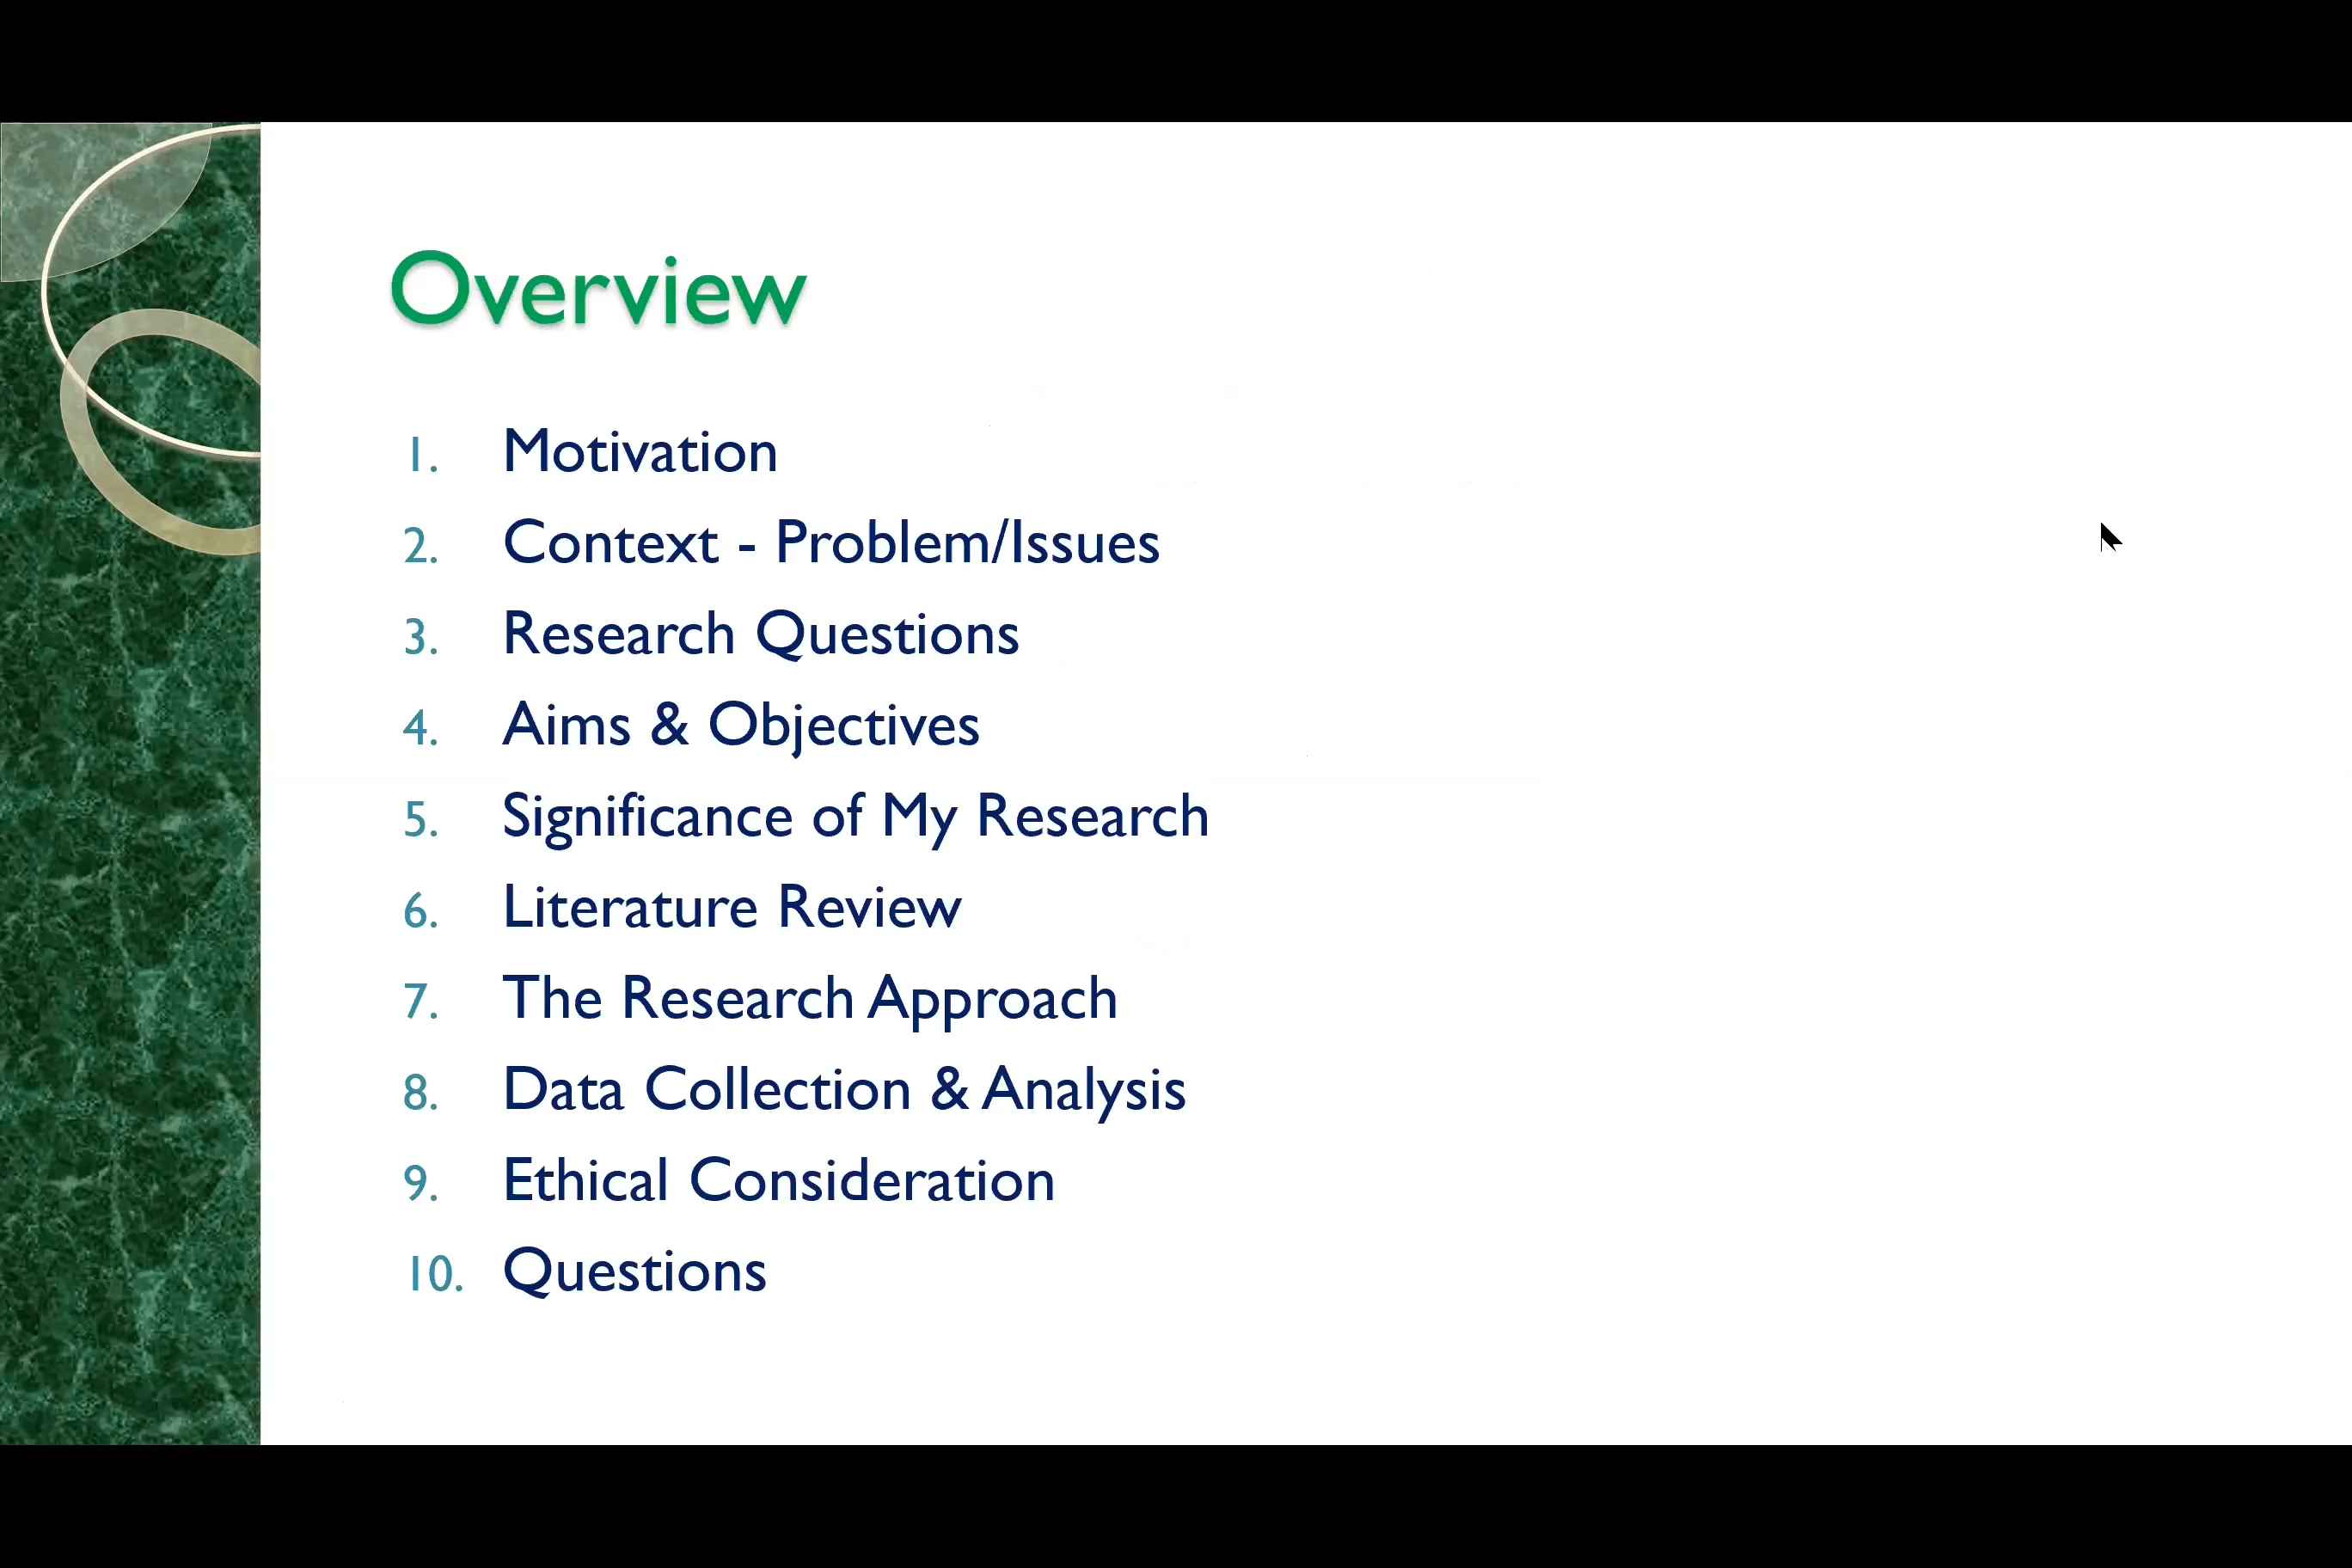 Overview
1. Motivation
2. Context - Problem/Issues
3. Research Questions
4. Aims & Objectives
5. Significance of My Research
6. Literature Review
7. The Research Approach
8. Data Collection & Analysis
9. Ethical Consideration
10. Questions